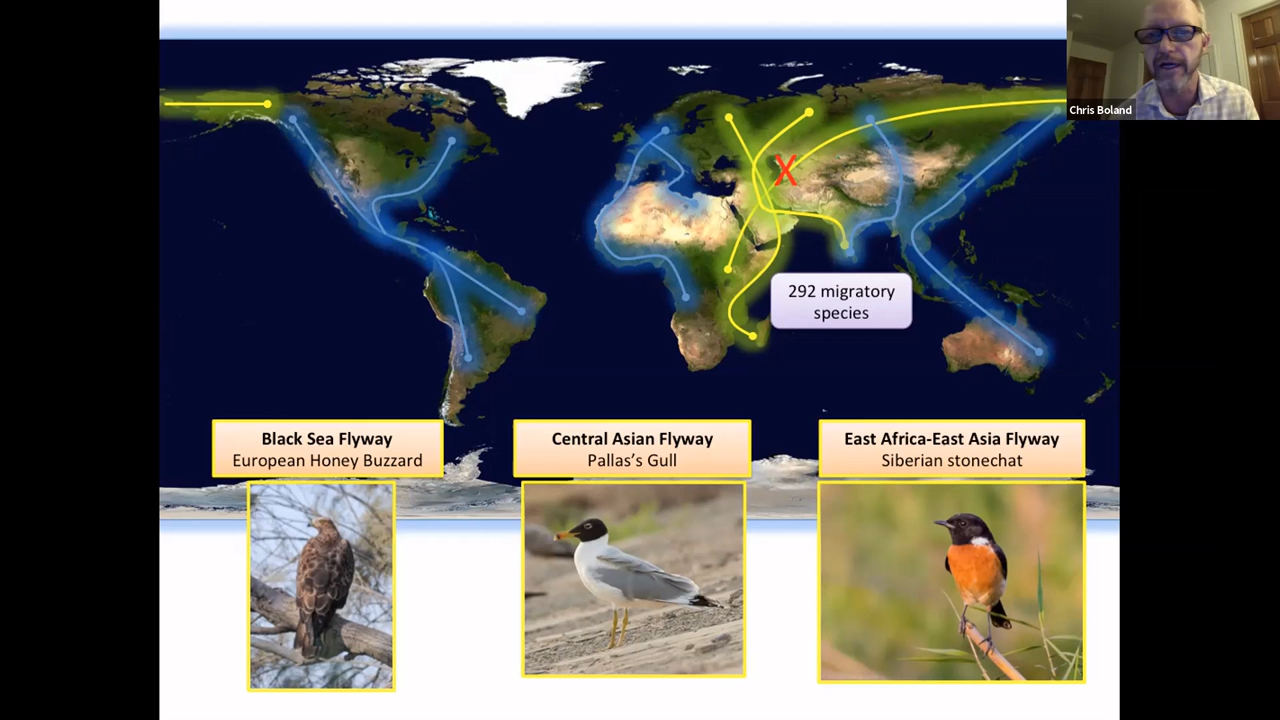 Chris Boland
X
292 migratory
species
Black Sea Flyway
European Honey Buzzard
Central Asian Flyway
Pallas’s Gull
East Africa-East Asia Flyway
Siberian stonechat